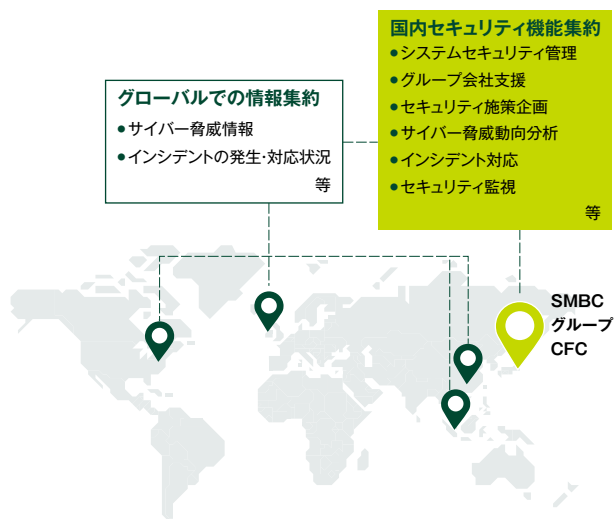 国内セキュリティ機能集約
●システムセキュリティ管理
●グループ会社支援
●セキュリティ施策企画
●サイバー脅威動向分析
●インシデント対応
●セキュリティ監視
等
グローバルでの情報集約
●サイバー脅威情報
●インシデントの発生・対応状況
等
SMBC
グループ
CFC